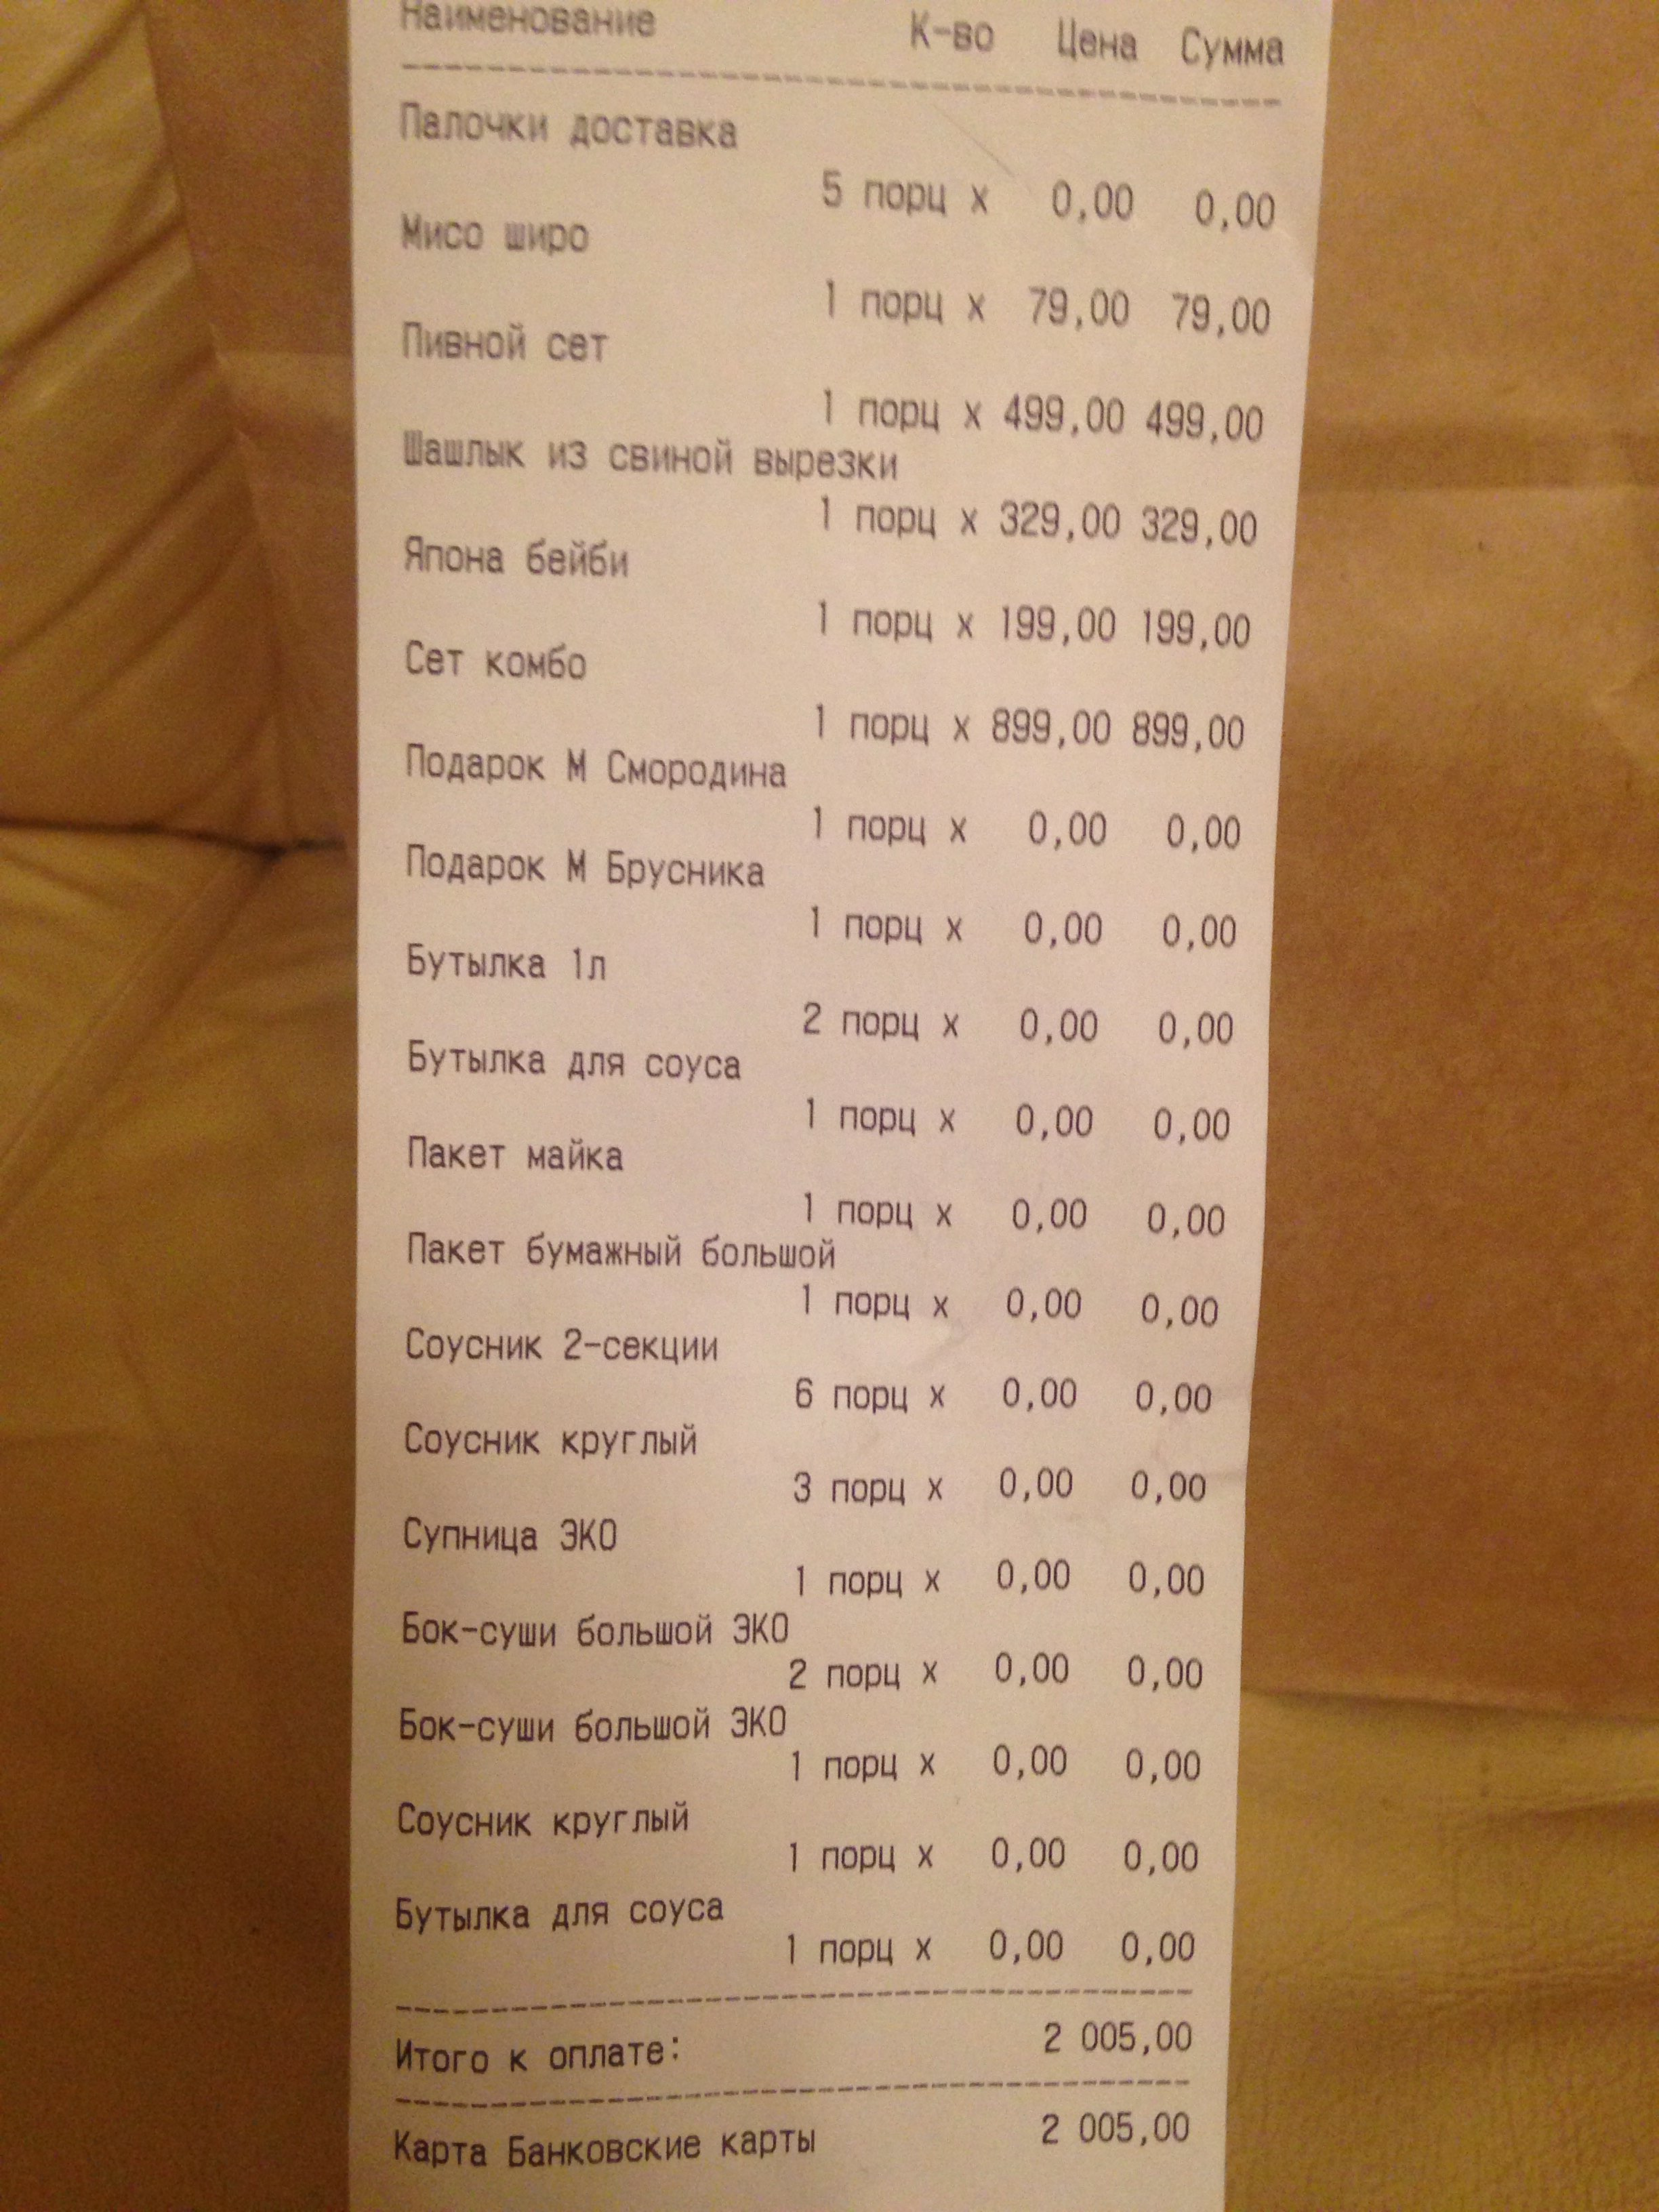 Наименование К-во Цена Сумма
Палочки доставка
5 порц х 0,00 0,00
Мисо широ
1 порц х 79,00 79,00
Пивной сет
1 порц х 499,00 499,00
Шашлык из свиной вырезки
1 порц х 329,00 329,00
Япона бейби
1 порц х 199,00 199,00
Сет комбо
1 порц х 899,00 899,00
Подарок М Смородина
1 порц х 0,00 0,00
Подарок М Брусника
1 порц х 0,00 0,00
Бутылка 1л
2 порц х 0,00 0,00
Бутылка для соуса
1 порц х 0,00 0,00
Пакет майка
1 порц х 0,00 0,00
Пакет бумажный большой
1 порц х 0,00 0,00
Соусник 2-секции
6 порц х 0,00 0,00
Соусник круглый
3 порц х 0,00 0,00
Супница ЭКО
1 порц х 0,00 0,00
Бок-суши большой ЭКО
2 порц х 0,00 0,00
Бок-суши большой ЭКО
1 порц х 0,00 0,00
Соусник круглый
1 порц х 0,00 0,00
Бутылка для соуса
1 порц х 0,00 0,00
Итого к оплате: 2 005,00
Карта Банковские карты 2 005,00